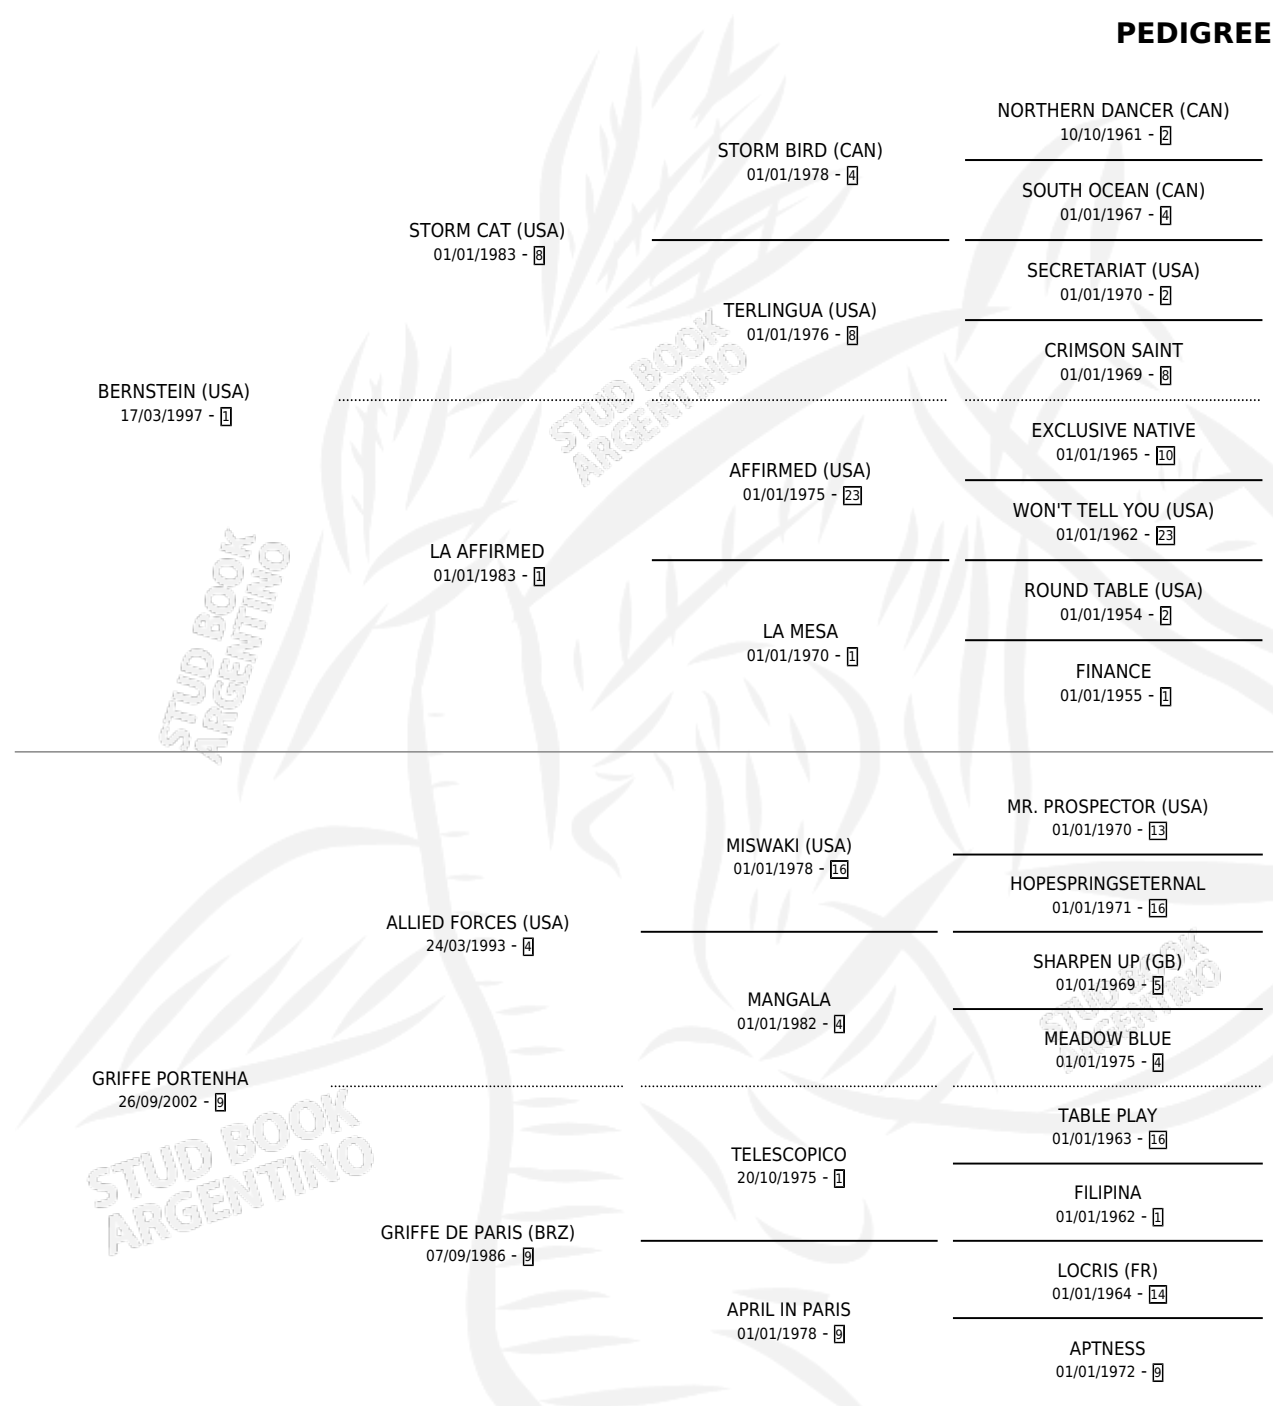 PEDIGREE
NORTHERN DANCER (CAN)
10/10/1961 - 2
STORM BIRD (CAN)
01/01/1978 - 4
SOUTH OCEAN (CAN)
01/01/1967 - 4
STORM CAT (USA)
01/01/1983 - 8
SECRETARIAT (USA)
01/01/1970 - 2
TERLINGUA (USA)
01/01/1976 - 8
CRIMSON SAINT
01/01/1969 - 8
BERNSTEIN (USA)
17/03/1997 - 1
EXCLUSIVE NATIVE
01/01/1965 - 10
AFFIRMED (USA)
01/01/1975 - 23
WON'T TELL YOU (USA)
01/01/1962 - 23
LA AFFIRMED
01/01/1983 - 1
ROUND TABLE (USA)
01/01/1954 - 2
LA MESA
01/01/1970 - 1
FINANCE
01/01/1955 - 1
MR. PROSPECTOR (USA)
01/01/1970 - 13
MISWAKI (USA)
01/01/1978 - 16
HOPESPRINGSETERNAL
01/01/1971 - 16
ALLIED FORCES (USA)
24/03/1993 - 4
SHARPEN UP (GB)
01/01/1969 - 5
MANGALA
01/01/1982 - 4
MEADOW BLUE
01/01/1975 - 4
GRIFFE PORTENHA
26/09/2002 - 9
TABLE PLAY
01/01/1963 - 16
TELESCOPICO
20/10/1975 - 1
FILIPINA
01/01/1962 - 1
GRIFFE DE PARIS (BRZ)
07/09/1986 - 9
LOCRIS (FR)
01/01/1964 - 14
APRIL IN PARIS
01/01/1978 - 9
APTNESS
01/01/1972 - 9
STUD BOOK
ARGENTINO
STUD BOOK
ARGENTINO
STUD BOOK
ARGENTINO
STUD BOOK
ARGENTINO